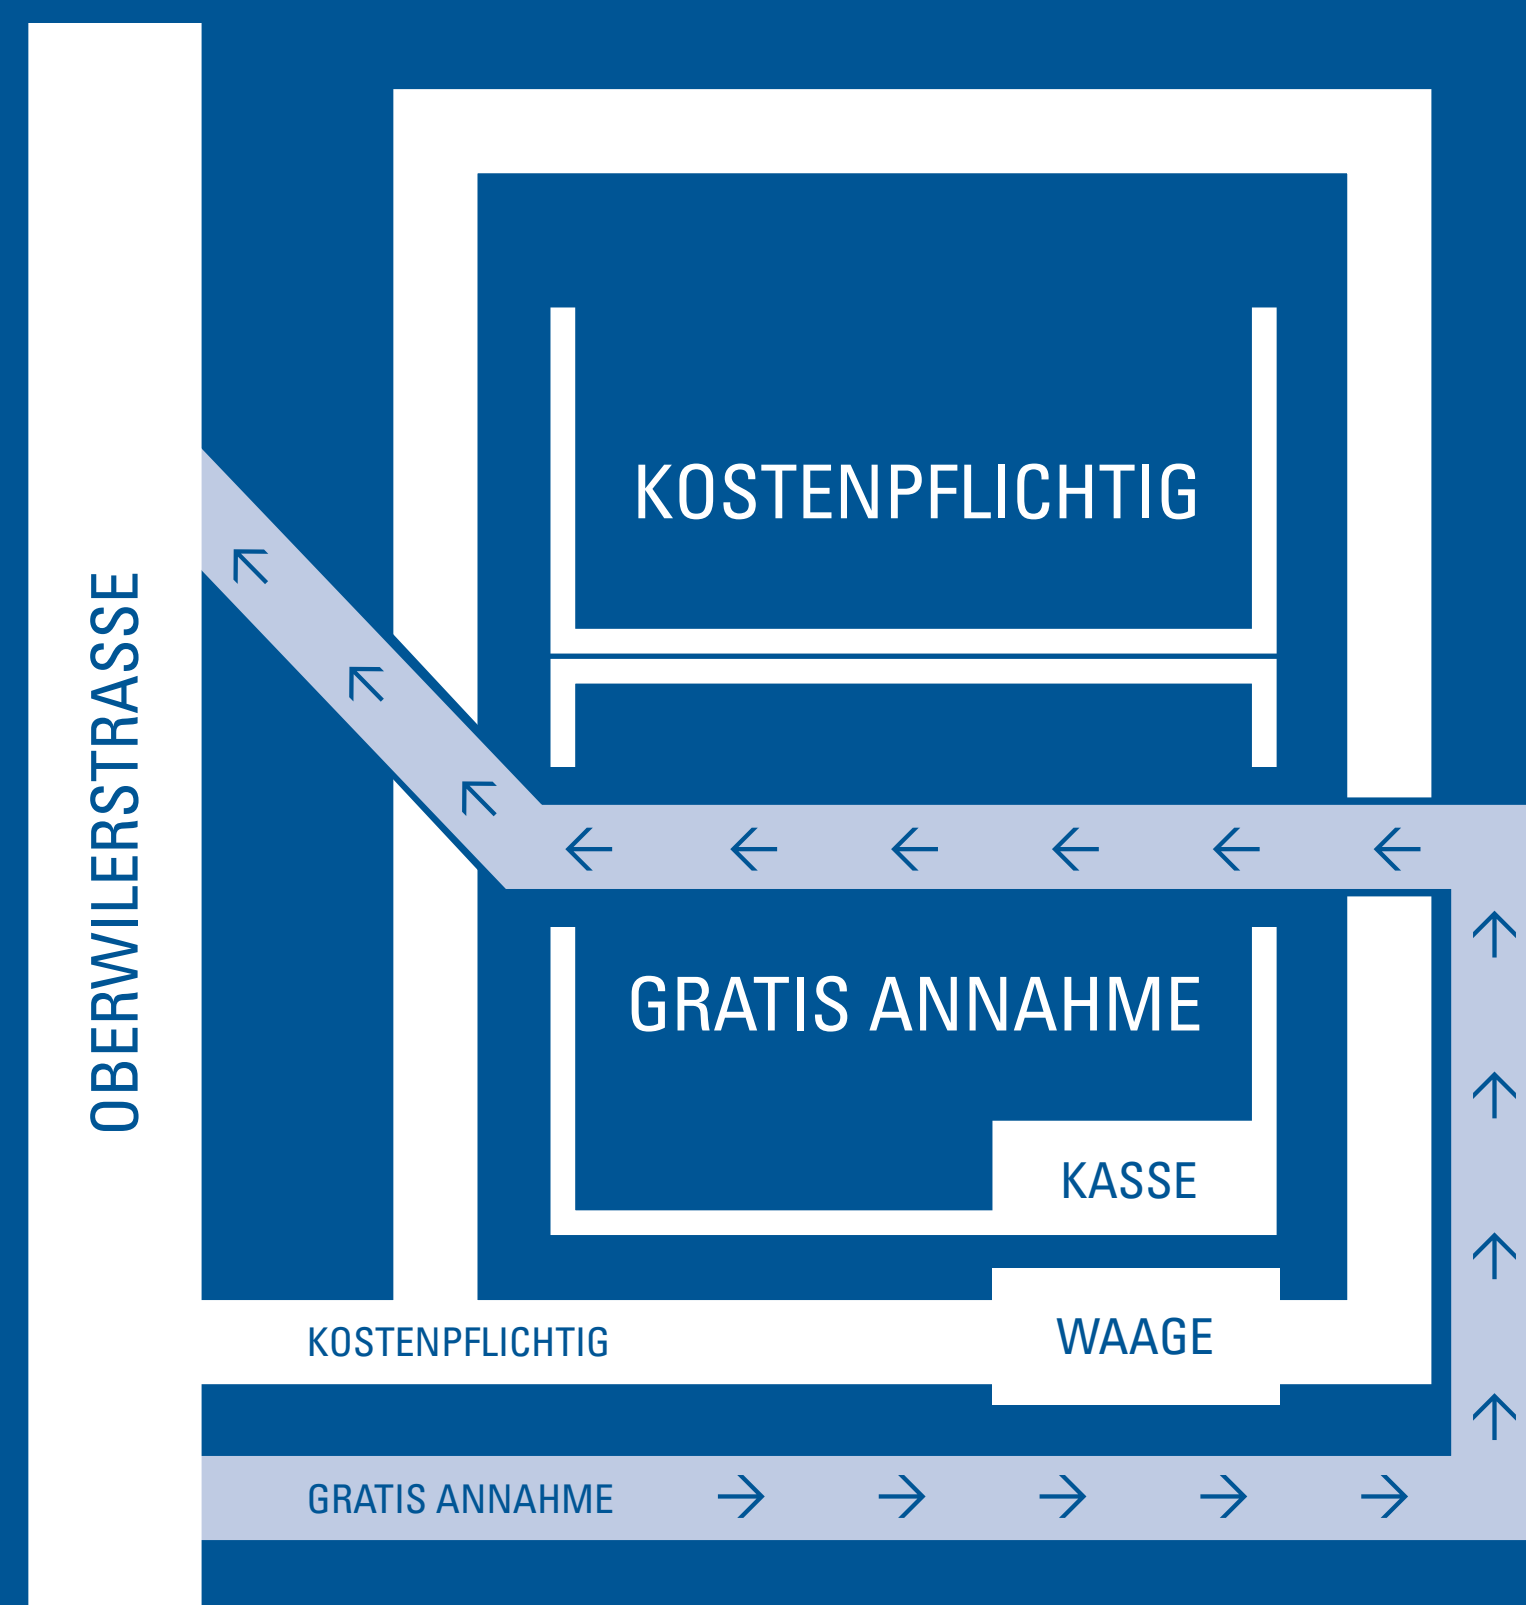 OBERWILERSTRASSE
KOSTENPFLICHTIG
GRATIS ANNAHME
KASSE
WAAGE
KOSTENPFLICHTIG
GRATIS ANNAHME